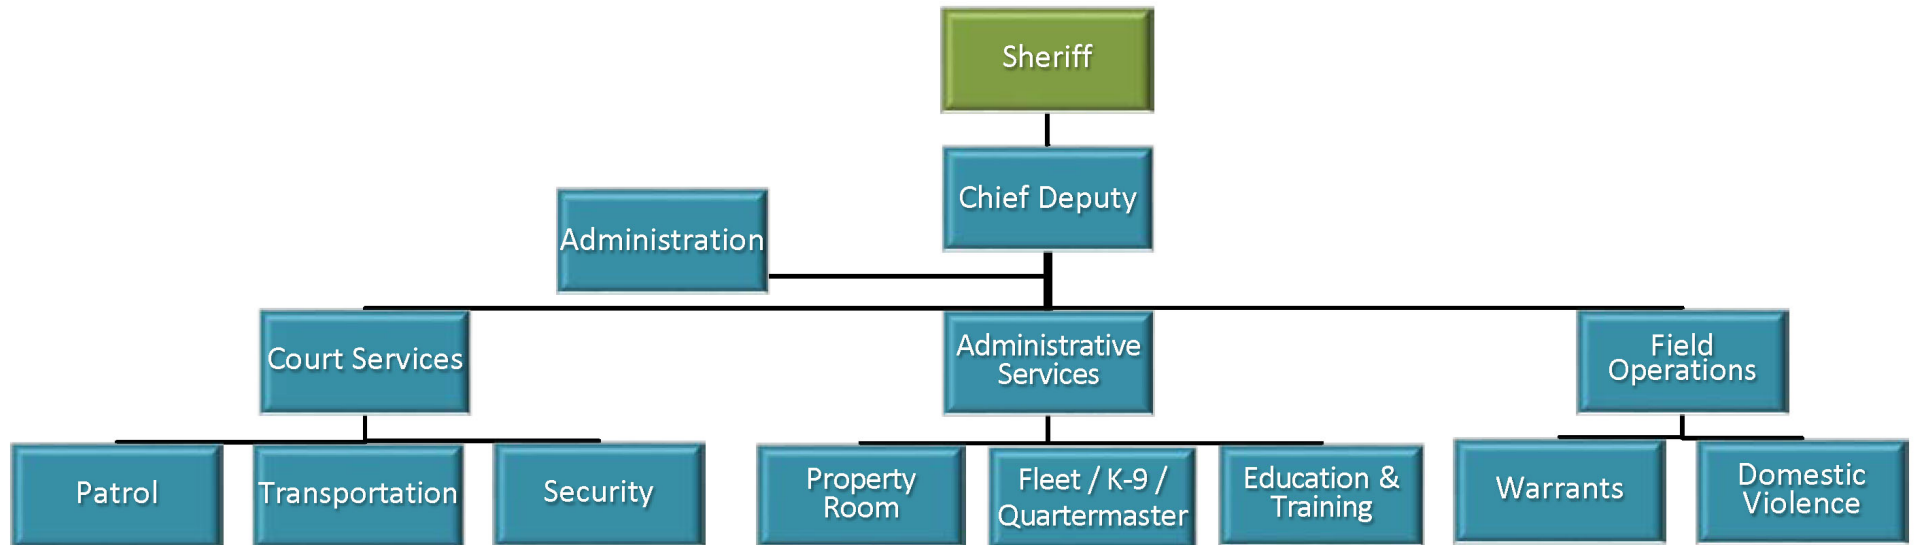 Sheriff
Chief Deputy
Administration
Court Services
Administrative
Services
Field
Operations
Patrol
Transportation
Security
Property
Room
Fleet / K-9 /
Quartermaster
Education &
Training
Warrants
Domestic
Violence